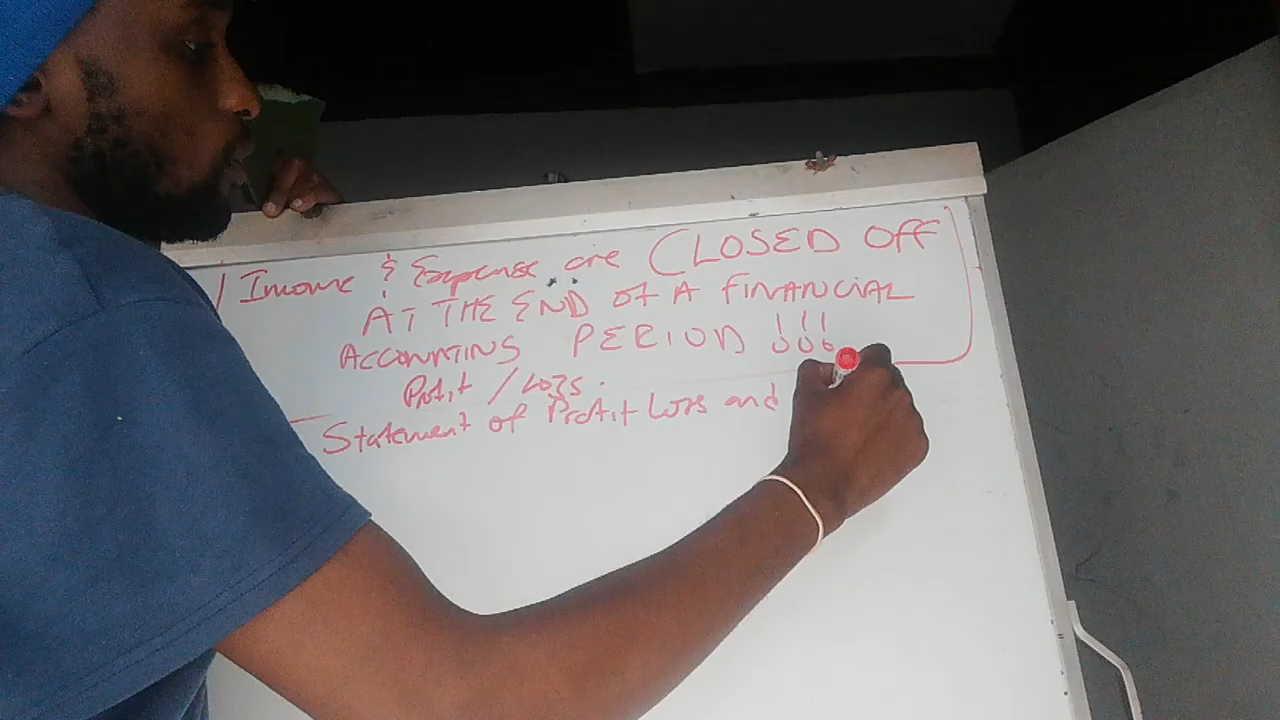 Income & Expense are CLOSED Off
AT THE END Of A FINANCIAL
ACCOUNTING PERIOD !!!
Profit / Loss.
Statement of Profit Loss and